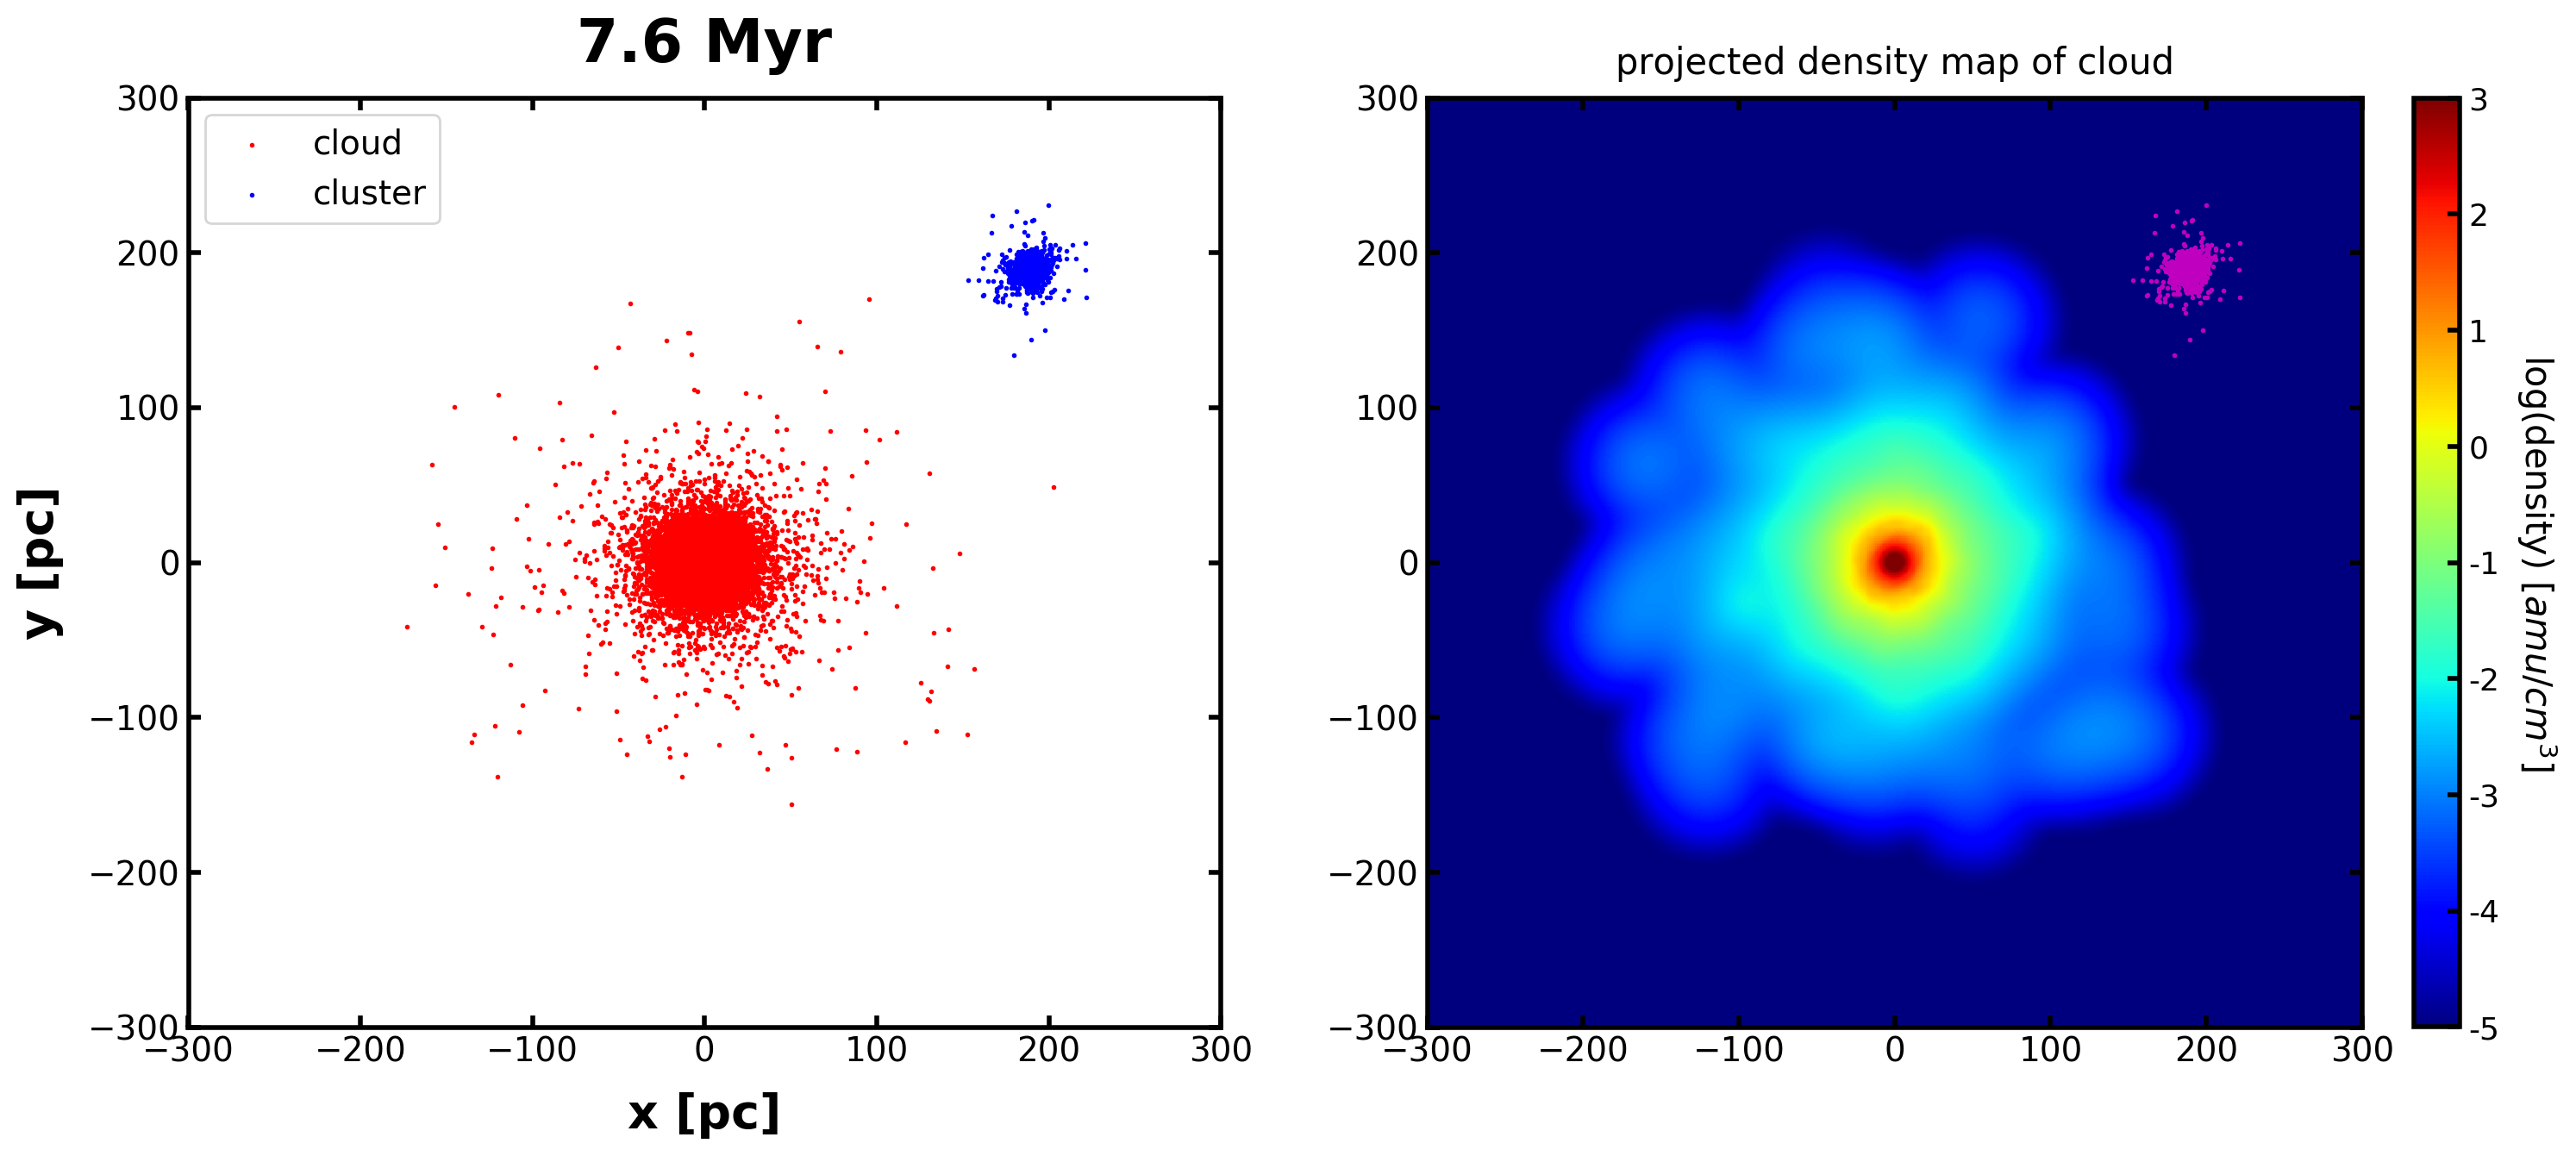 7.6 Myr
300
200
100
0
−100
−200
−300
−300 −200 −100 0 100 200 300
y [pc]
x [pc]
cloud
cluster
projected density map of cloud
300
200
100
0
−100
−200
−300
−300 −200 −100 0 100 200 300
3
2
1
0
-1
-2
-3
-4
-5
log(density) [amu/cm³]